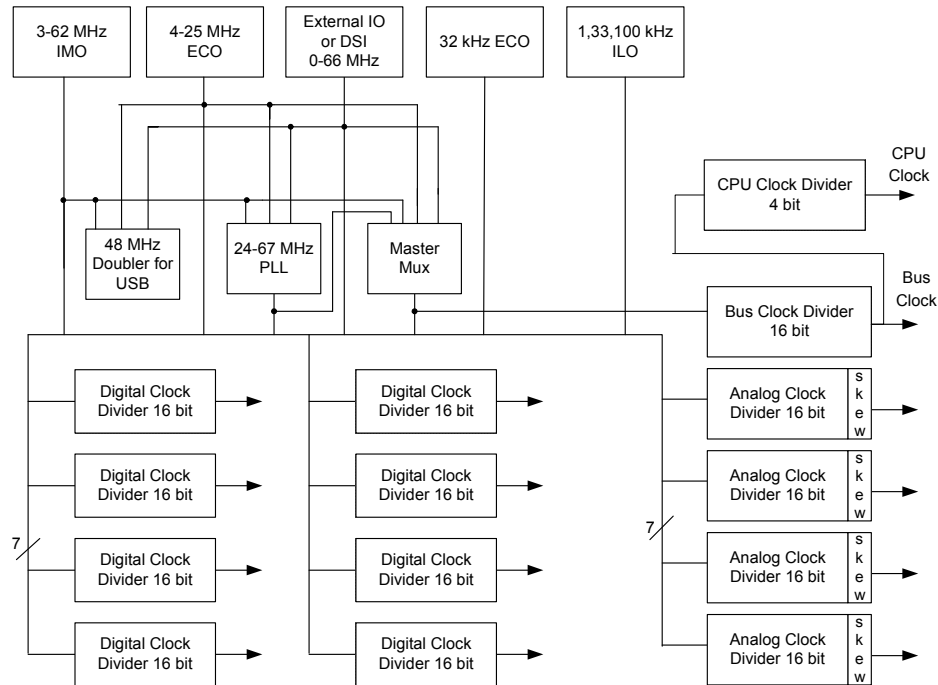 3-62 MHz
IMO
4-25 MHz
ECO
External IO
or DSI
0-66 MHz
32 kHz ECO
1,33,100 kHz
ILO
CPU
Clock
CPU Clock Divider
4 bit
48 MHz
Doubler for
USB
24-67 MHz
PLL
Master
Mux
Bus
Clock
Bus Clock Divider
16 bit
Digital Clock
Divider 16 bit
Digital Clock
Divider 16 bit
Analog Clock
Divider 16 bit
s
k
e
w
Digital Clock
Divider 16 bit
Digital Clock
Divider 16 bit
Analog Clock
Divider 16 bit
s
k
e
w
7
7
Digital Clock
Divider 16 bit
Digital Clock
Divider 16 bit
Analog Clock
Divider 16 bit
s
k
e
w
Digital Clock
Divider 16 bit
Digital Clock
Divider 16 bit
Analog Clock
Divider 16 bit
s
k
e
w